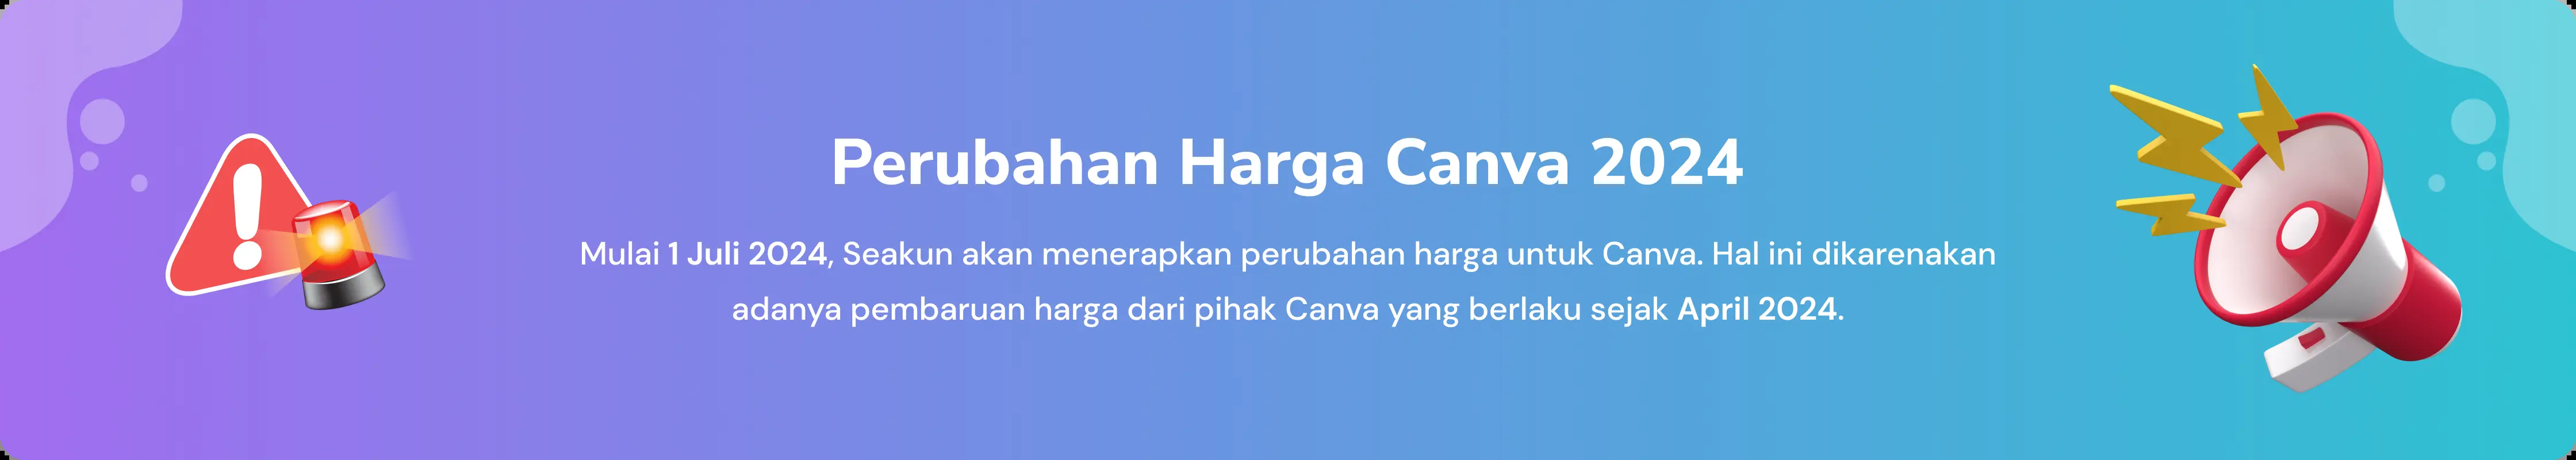 Perubahan Harga Canva 2024
Mulai 1 Juli 2024, Seakun akan menerapkan perubahan harga untuk Canva. Hal ini dikarenakan
adanya pembaruan harga dari pihak Canva yang berlaku sejak April 2024.